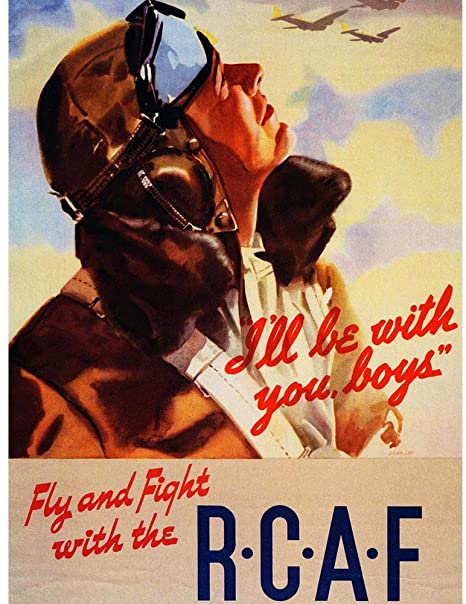 "I'll be with
you, boys"
Fly and Fight
with the
R·C·A·F